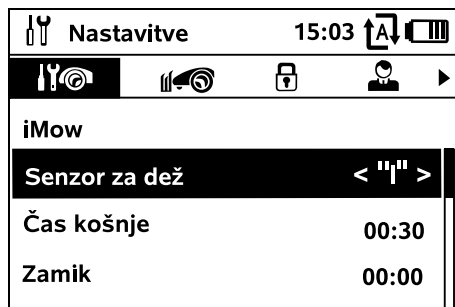 Nastavitve 15:03 A
iMow
Senzor za dež < "I" >
Čas košnje 00:30
Zamik 00:00